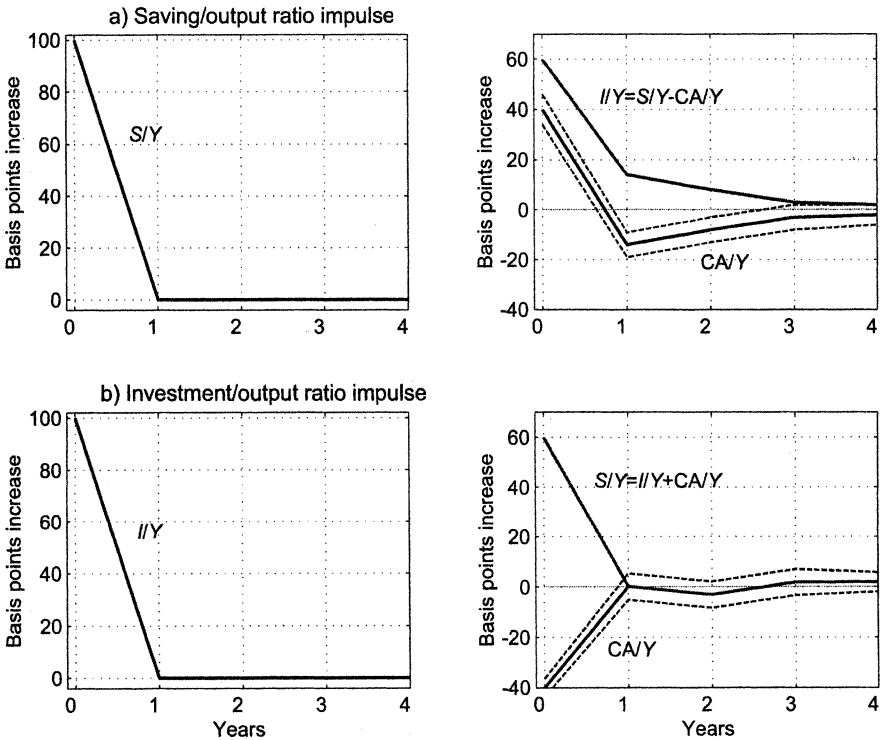 a) Saving/output ratio impulse
Basis points increase
100
80
60
40
20
0
S/Y
0 1 2 3 4
Basis points increase
60
40
20
0
-20
-40
I/Y=S/Y-CA/Y
CA/Y
0 1 2 3 4
b) Investment/output ratio impulse
Basis points increase
100
80
60
40
20
0
I/Y
0 1 2 3 4
Years
Basis points increase
60
40
20
0
-20
-40
S/Y=I/Y+CA/Y
CA/Y
0 1 2 3 4
Years